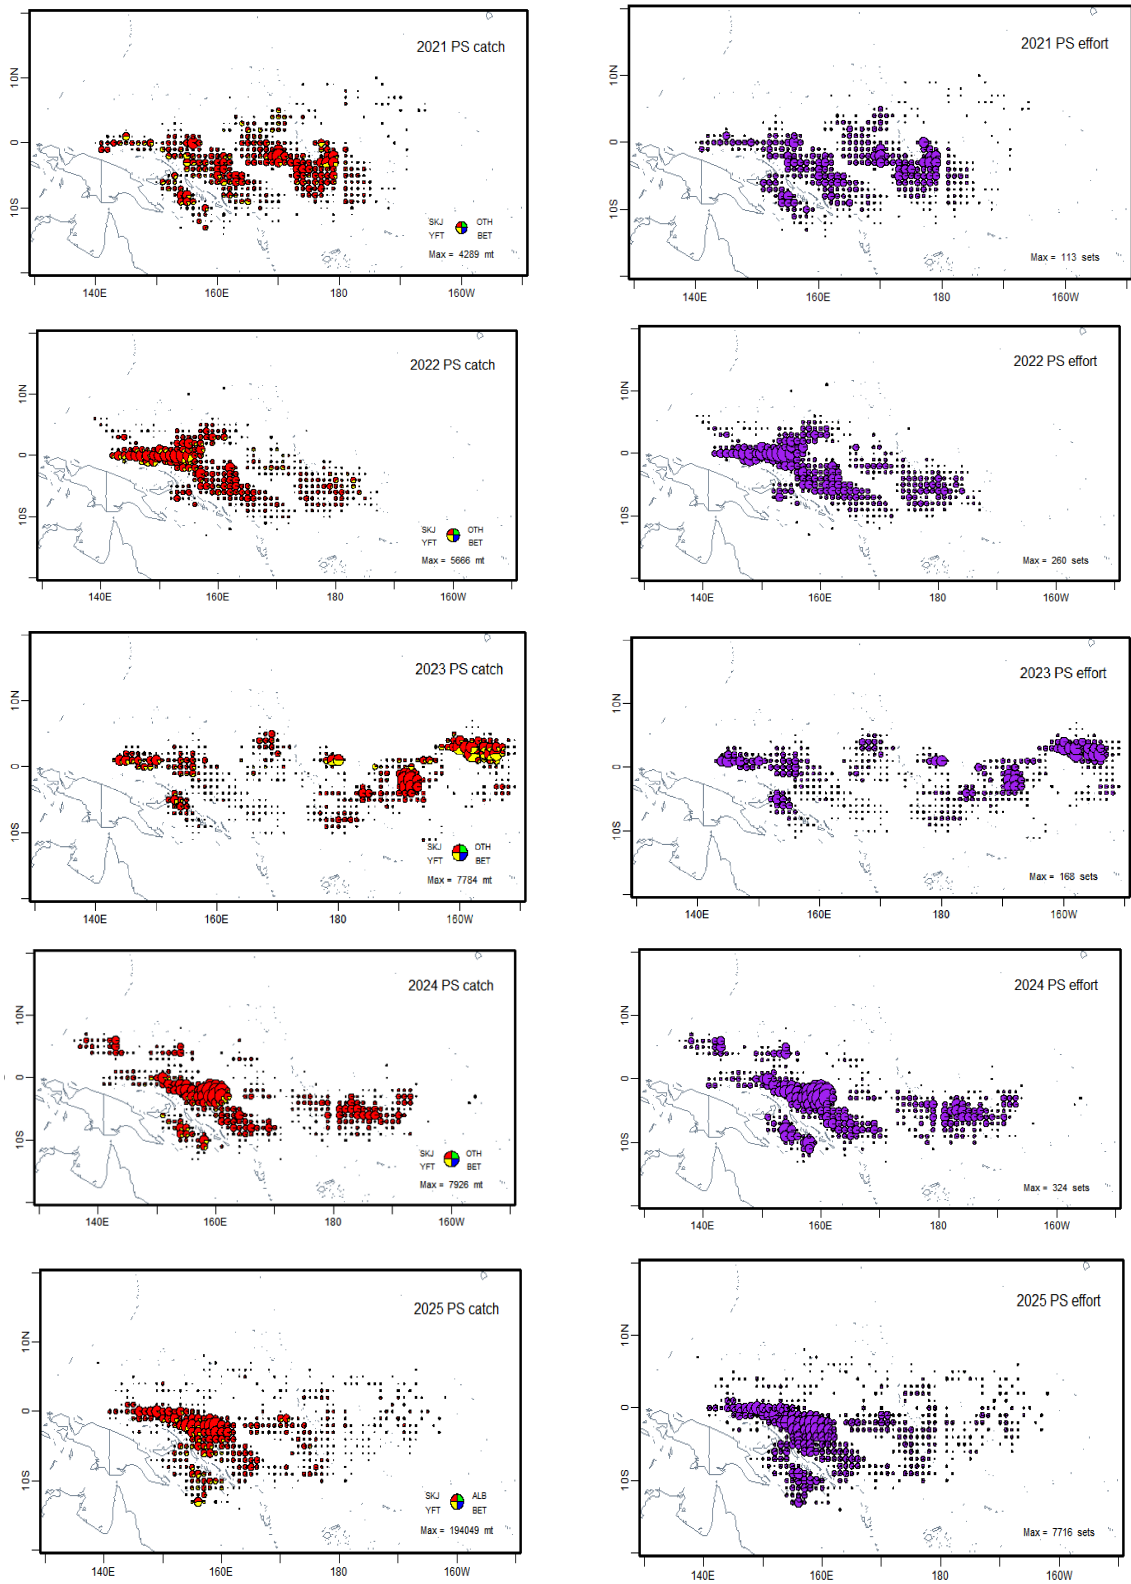 2021 PS catch
10N
0
10S
SKJ OTH
YFT BET
Max = 4289 mt
140E 160E 180 160W
2021 PS effort
10N
0
10S
Max = 113 sets
140E 160E 180 160W
2022 PS catch
10N
0
10S
SKJ OTH
YFT BET
Max = 5666 mt
140E 160E 180 160W
2022 PS effort
10N
0
10S
Max = 260 sets
140E 160E 180 160W
2023 PS catch
10N
0
10S
SKJ OTH
YFT BET
Max = 7784 mt
140E 160E 180 160W
2023 PS effort
10N
0
10S
Max = 168 sets
140E 160E 180 160W
2024 PS catch
10N
0
10S
SKJ OTH
YFT BET
Max = 7926 mt
140E 160E 180 160W
2024 PS effort
10N
0
10S
Max = 324 sets
140E 160E 180 160W
2025 PS catch
10N
0
10S
SKJ ALB
YFT BET
Max = 194049 mt
140E 160E 180 160W
2025 PS effort
10N
0
10S
Max = 7716 sets
140E 160E 180 160W